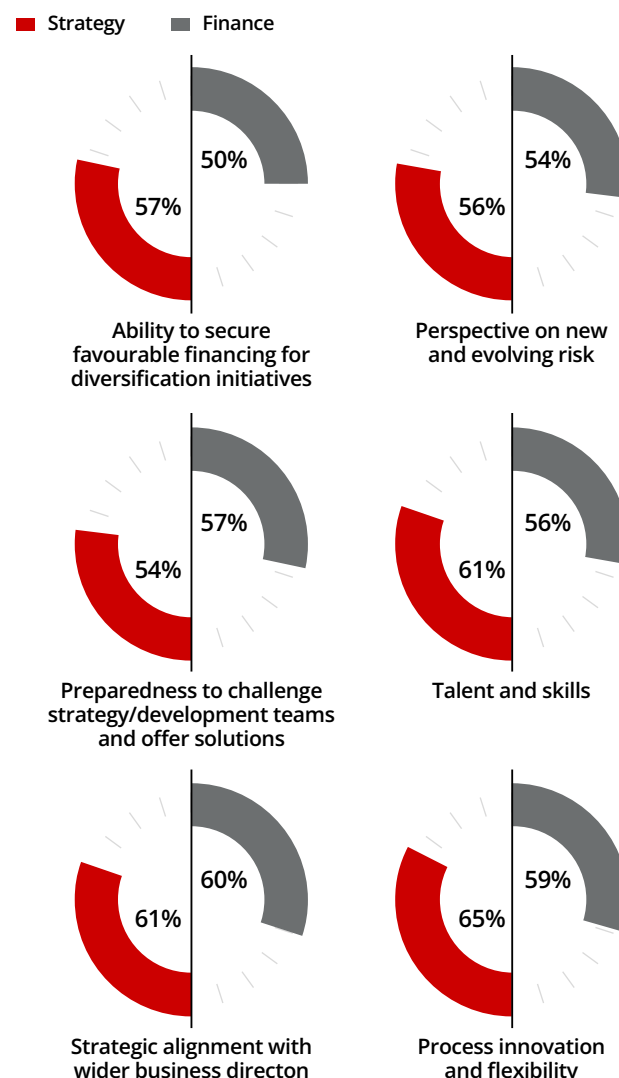 Strategy
Finance
50%
57%
Ability to secure
favourable financing for
diversification initiatives
54%
56%
Perspective on new
and evolving risk
57%
54%
Preparedness to challenge
strategy/development teams
and offer solutions
56%
61%
Talent and skills
60%
61%
Strategic alignment with
wider business directon
59%
65%
Process innovation
and flexibility